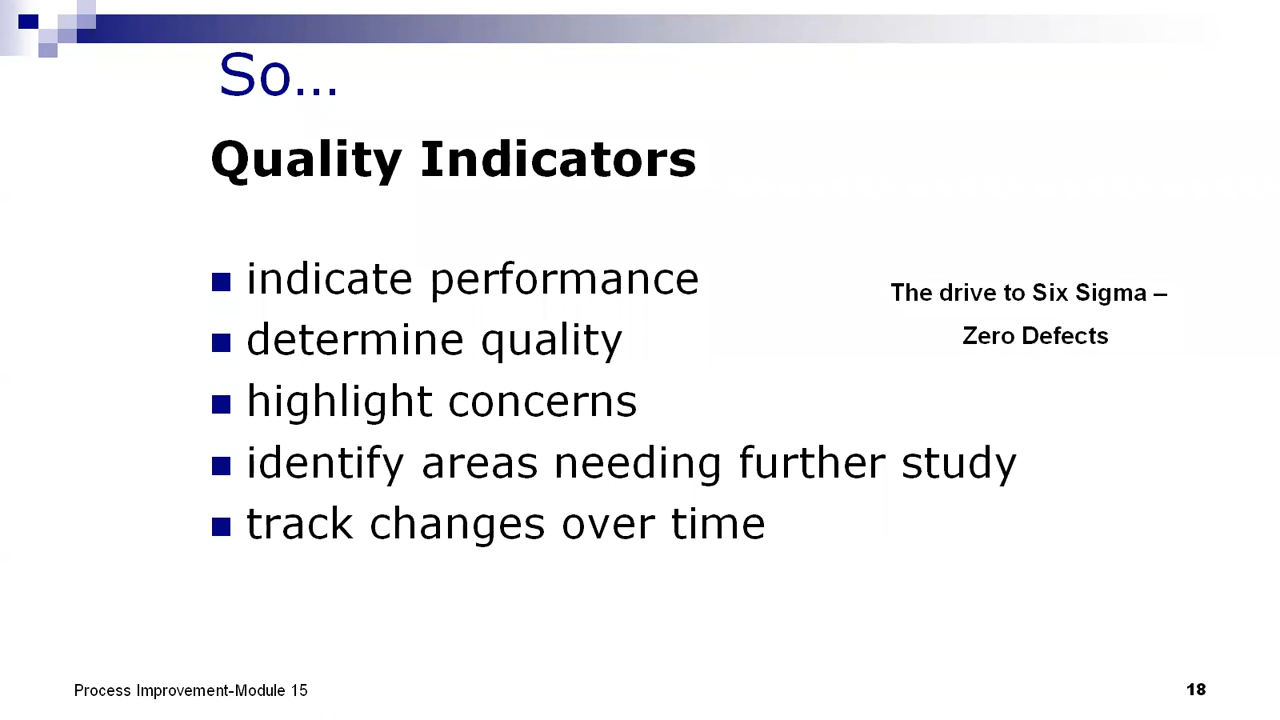 So…
Quality Indicators
indicate performance
determine quality
highlight concerns
identify areas needing further study
track changes over time
The drive to Six Sigma –
Zero Defects
Process Improvement-Module 15
18